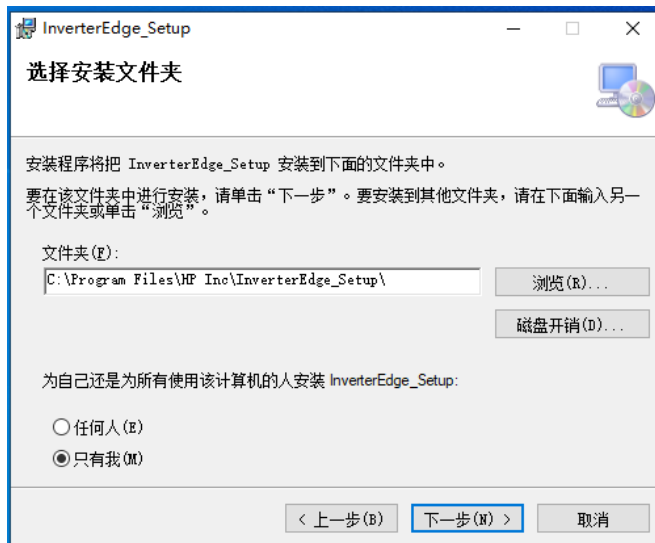 InverterEdge_Setup
选择安装文件夹
安装程序将把 InverterEdge_Setup 安装到下面的文件夹中。
要在该文件夹中进行安装，请单击“下一步”。要安装到其他文件夹，请在下面输入另一
个文件夹或单击“浏览”。
文件夹(F):
C:\Program Files\HP Inc\InverterEdge_Setup\
浏览(R)...
磁盘开销(D)...
为自己还是为所有使用该计算机的人安装 InverterEdge_Setup:
任何人(E)
只有我(M)
< 上一步(B)
下一步(N) >
取消